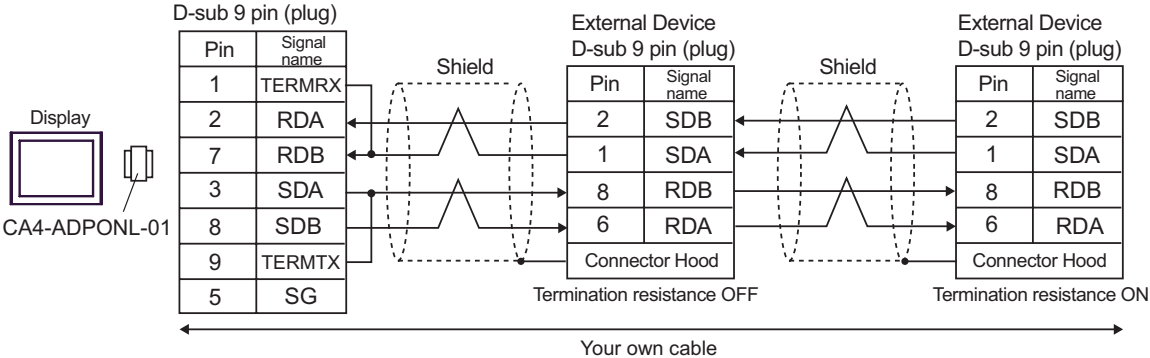 D-sub 9 pin (plug)
Pin
Signal
name
1
TERMRX
2
RDA
7
RDB
3
SDA
8
SDB
9
TERMTX
5
SG
Display
CA4-ADPONL-01
Shield
External Device
D-sub 9 pin (plug)
Pin
Signal
name
2
SDB
1
SDA
8
RDB
6
RDA
Connector Hood
Termination resistance OFF
Shield
External Device
D-sub 9 pin (plug)
Pin
Signal
name
2
SDB
1
SDA
8
RDB
6
RDA
Connector Hood
Termination resistance ON
Your own cable